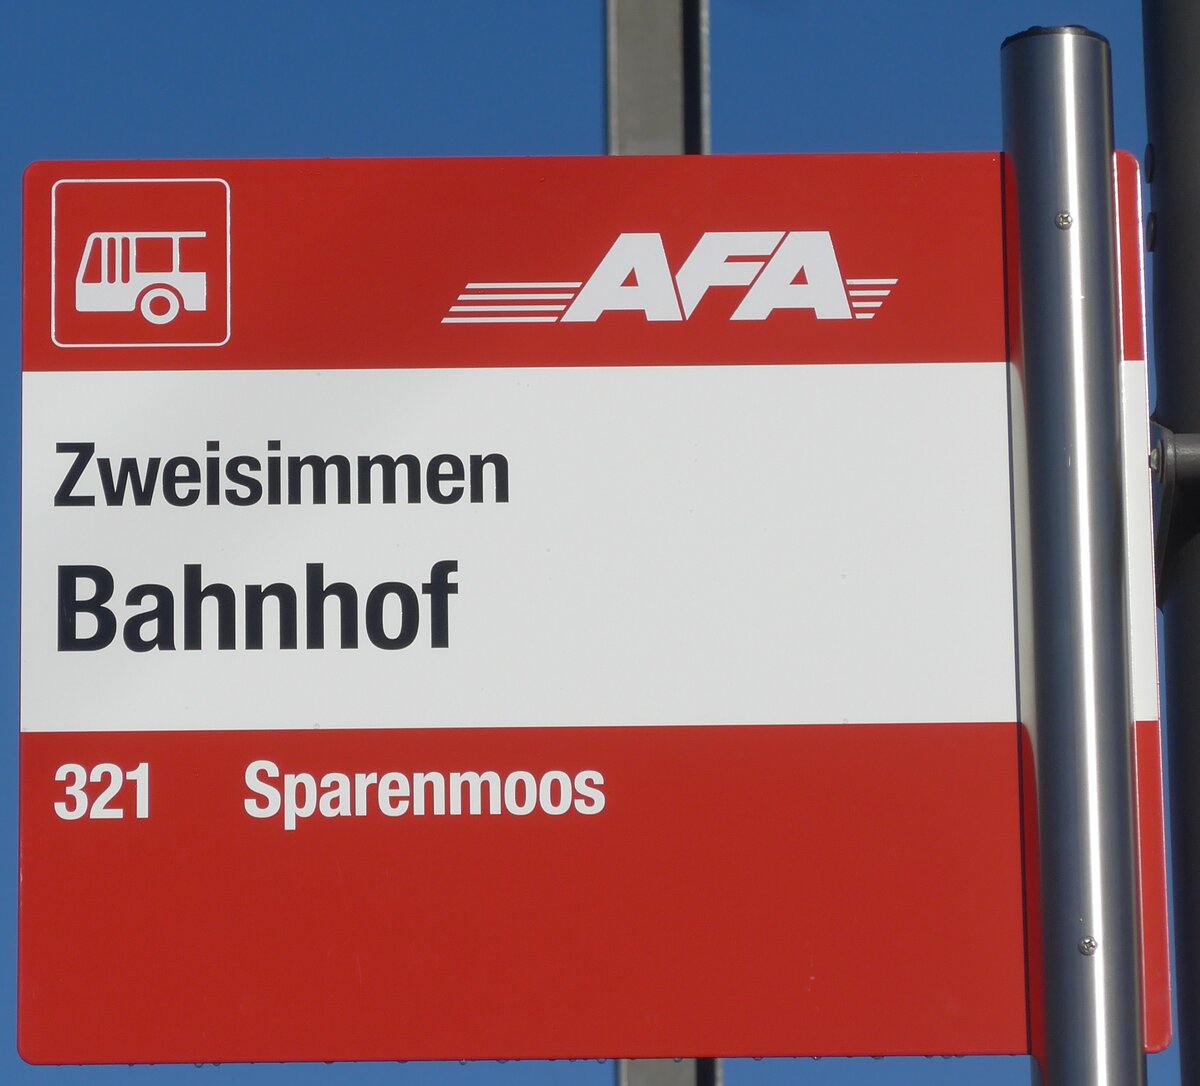 AFA
Zweisimmen
Bahnhof
321 Sparenmoos